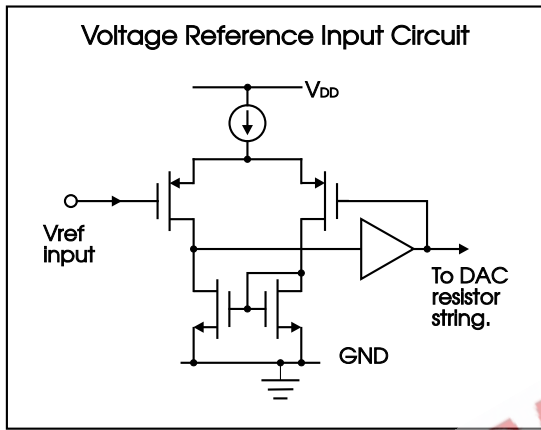 Voltage Reference Input Circuit
VDD
Vref
input
To DAC
resistor
string.
GND